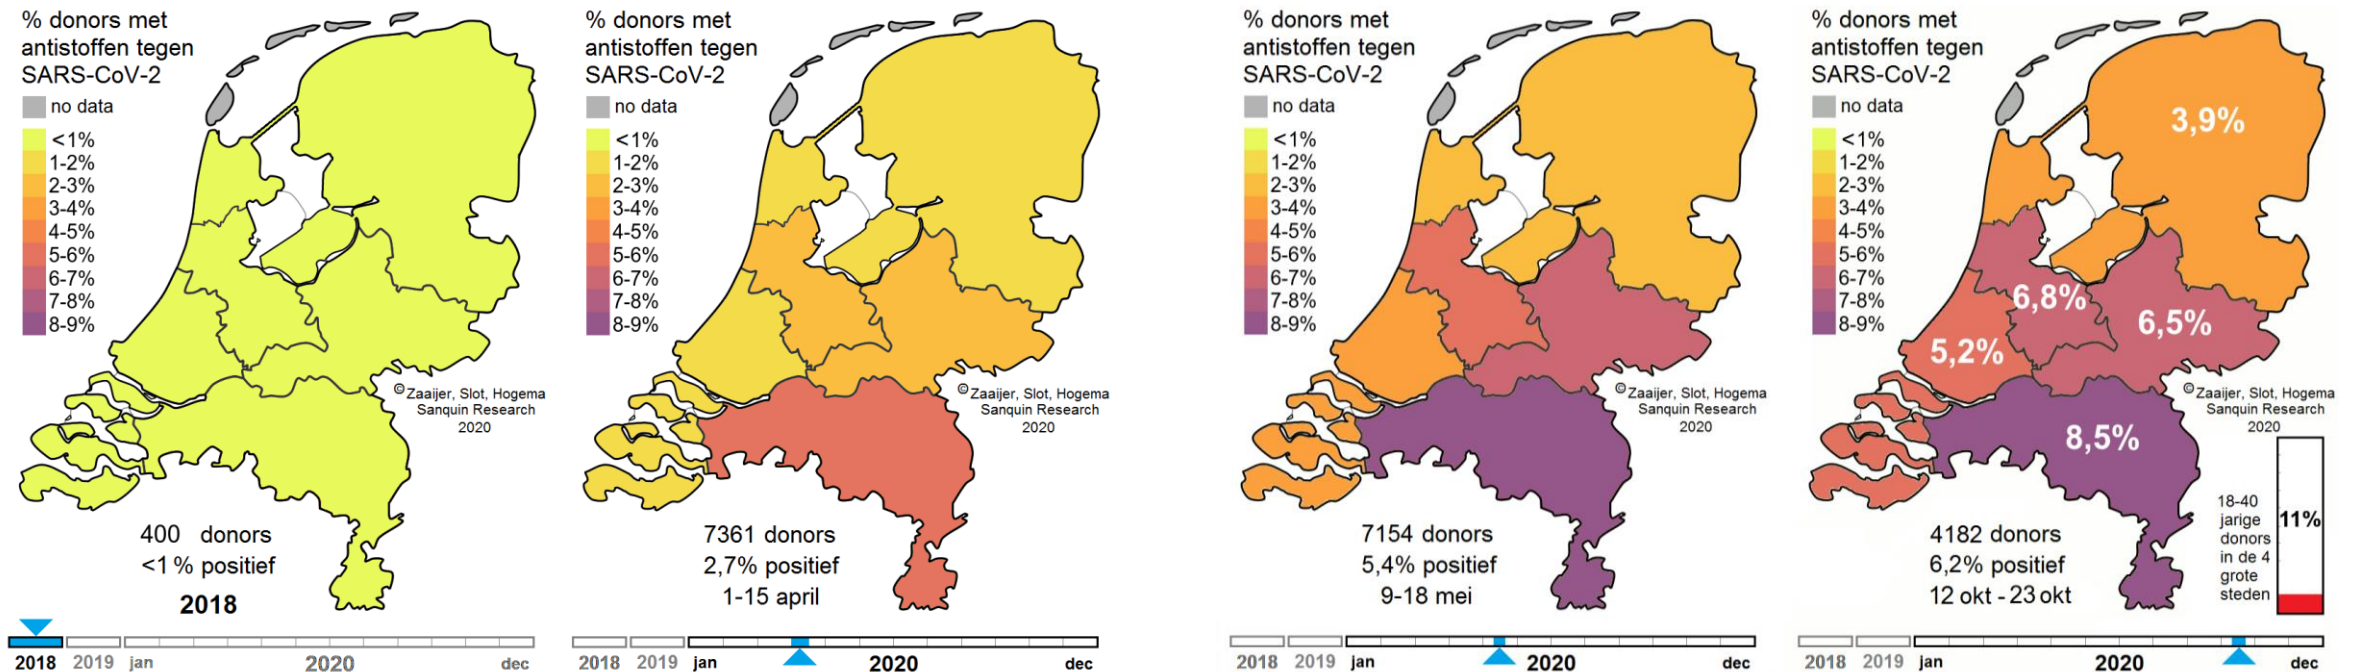 % donors met
antistoffen tegen
SARS-CoV-2
no data
<1%
1-2%
2-3%
3-4%
4-5%
5-6%
6-7%
7-8%
8-9%
© Zaaijer, Slot, Hogema
Sanquin Research
2020
400 donors
<1% positief
2018
2018 2019 jan 2020 dec
% donors met
antistoffen tegen
SARS-CoV-2
no data
<1%
1-2%
2-3%
3-4%
4-5%
5-6%
6-7%
7-8%
8-9%
© Zaaijer, Slot, Hogema
Sanquin Research
2020
7361 donors
2,7% positief
1-15 april
2018 2019 jan 2020 dec
% donors met
antistoffen tegen
SARS-CoV-2
no data
<1%
1-2%
2-3%
3-4%
4-5%
5-6%
6-7%
7-8%
8-9%
© Zaaijer, Slot, Hogema
Sanquin Research
2020
7154 donors
5,4% positief
9-18 mei
2018 2019 jan 2020 dec
% donors met
antistoffen tegen
SARS-CoV-2
no data
<1%
1-2%
2-3%
3-4%
4-5%
5-6%
6-7%
7-8%
8-9%
3,9%
6,8%
6,5%
5,2%
8,5%
© Zaaijer, Slot, Hogema
Sanquin Research
2020
4182 donors
6,2% positief
12 okt - 23 okt
18-40
jarige
donors
in de 4
grote
steden
11%
2018 2019 jan 2020 dec